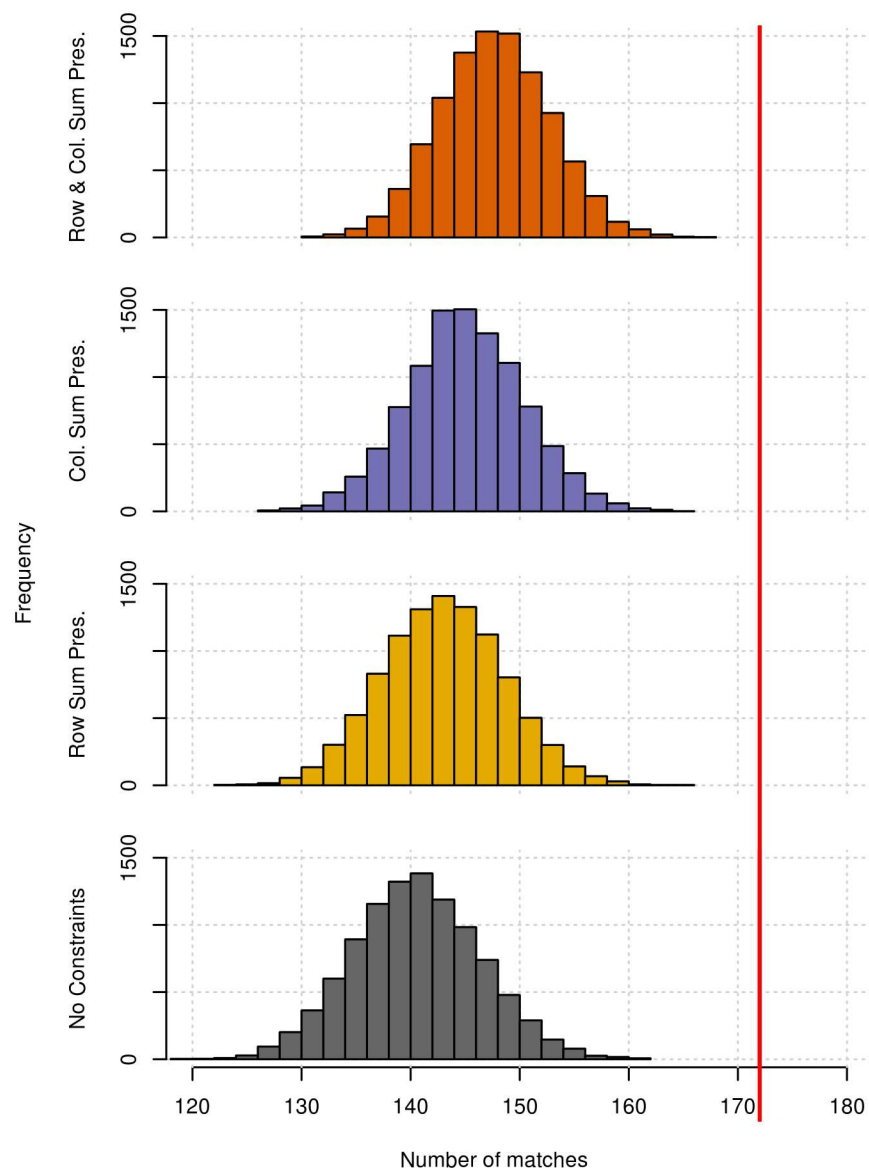 Frequency
Row & Col. Sum Pres.
1500
0
Col. Sum Pres.
1500
0
Row Sum Pres.
1500
0
No Constraints
1500
0
120 130 140 150 160 170 180
Number of matches